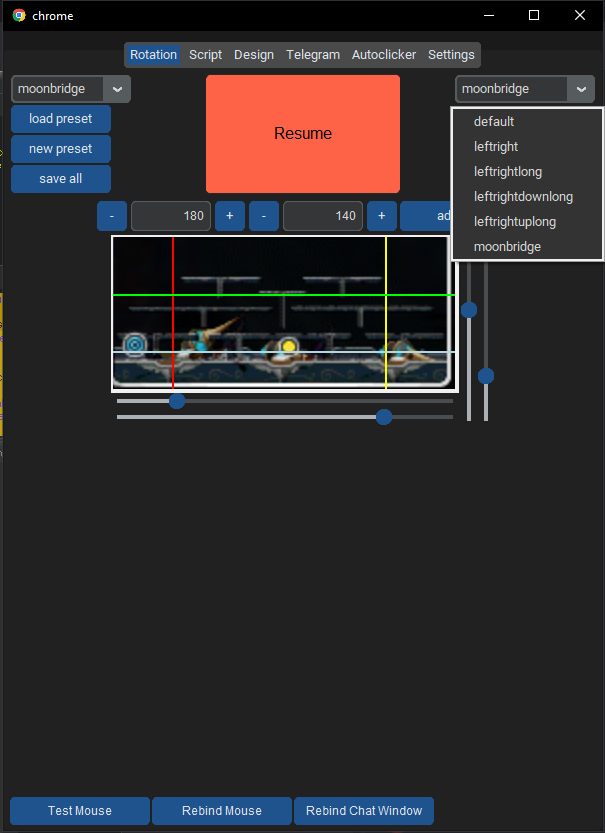 chrome
Rotation Script Design Telegram Autoclicker Settings
moonbridge
Resume
moonbridge
load preset
new preset
save all
default
leftright
leftrightlong
leftrightdownlong
leftrightuplong
moonbridge
- 180 + - 140 + ad
Test Mouse Rebind Mouse Rebind Chat Window